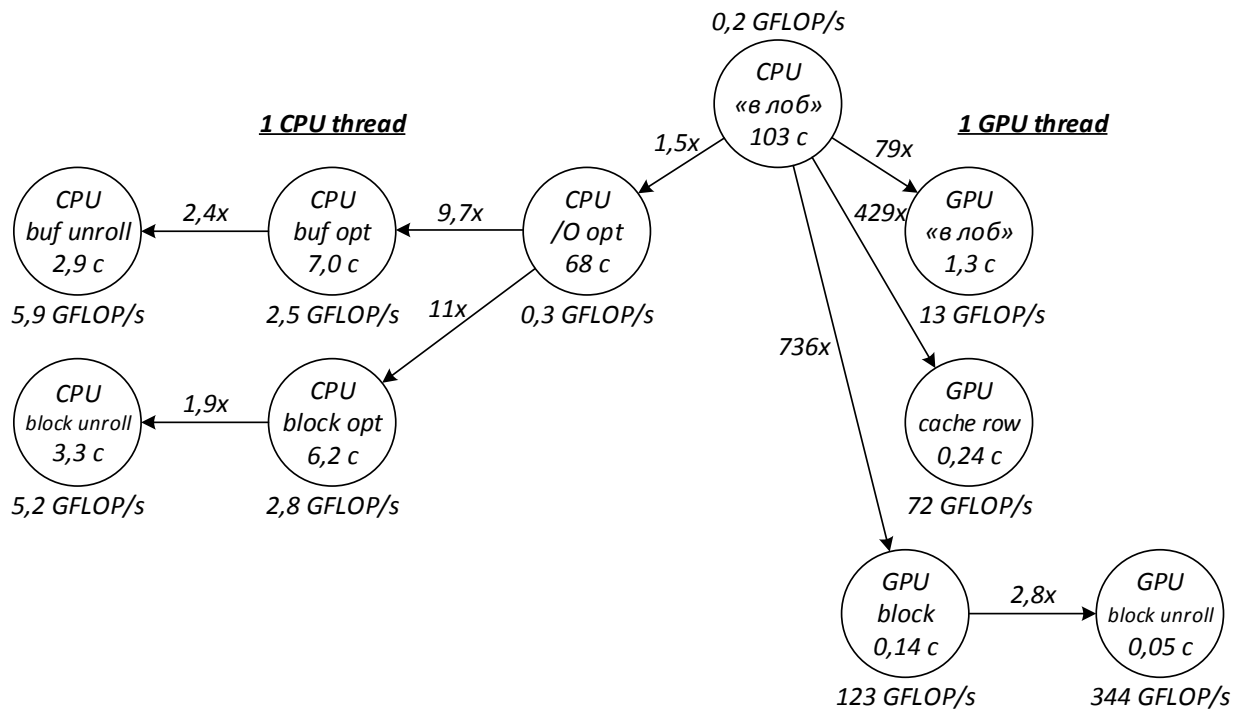 0,2 GFLOP/s
CPU
«в лоб»
103 с
1 CPU thread
1 GPU thread
1,5x
79x
429x
736x
CPU
buf unroll
2,9 с
5,9 GFLOP/s
2,4x
CPU
buf opt
7,0 с
2,5 GFLOP/s
9,7x
CPU
/O opt
68 с
0,3 GFLOP/s
GPU
«в лоб»
1,3 с
13 GFLOP/s
11x
CPU
block unroll
3,3 с
5,2 GFLOP/s
1,9x
CPU
block opt
6,2 с
2,8 GFLOP/s
GPU
cache row
0,24 с
72 GFLOP/s
GPU
block
0,14 с
123 GFLOP/s
2,8x
GPU
block unroll
0,05 с
344 GFLOP/s